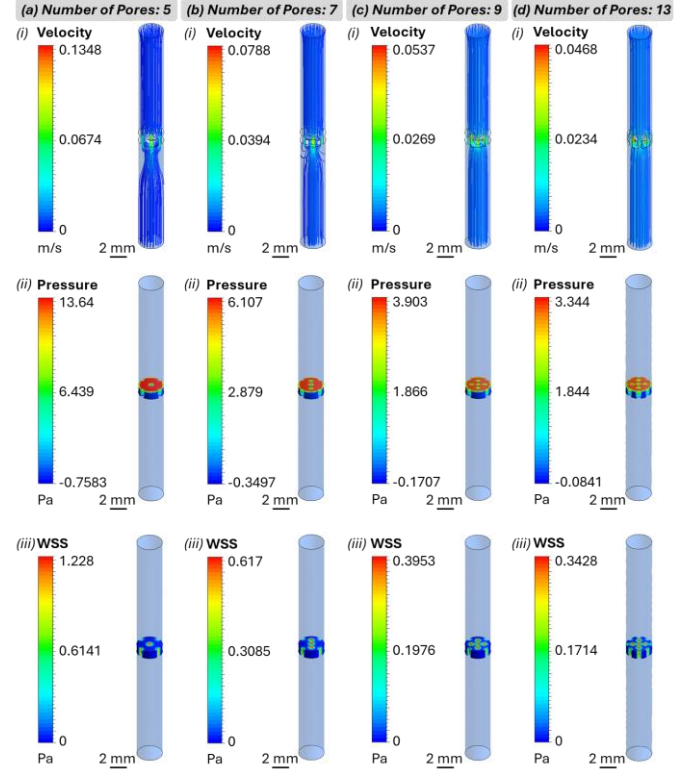 (a) Number of Pores: 5 (b) Number of Pores: 7 (c) Number of Pores: 9 (d) Number of Pores: 13
(i) Velocity (i) Velocity (i) Velocity (i) Velocity
0.1348 0.0788 0.0537 0.0468
0.0674 0.0394 0.0269 0.0234
0 0 0 0
m/s 2 mm m/s 2 mm m/s 2 mm m/s 2 mm
(ii) Pressure (ii) Pressure (ii) Pressure (ii) Pressure
13.64 6.107 3.903 3.344
6.439 2.879 1.866 1.844
-0.7583 -0.3497 -0.1707 -0.0841
Pa 2 mm Pa 2 mm Pa 2 mm Pa 2 mm
(iii) WSS (iii) WSS (iii) WSS (iii) WSS
1.228 0.617 0.3953 0.3428
0.6141 0.3085 0.1976 0.1714
0 0 0 0
Pa 2 mm Pa 2 mm Pa 2 mm Pa 2 mm